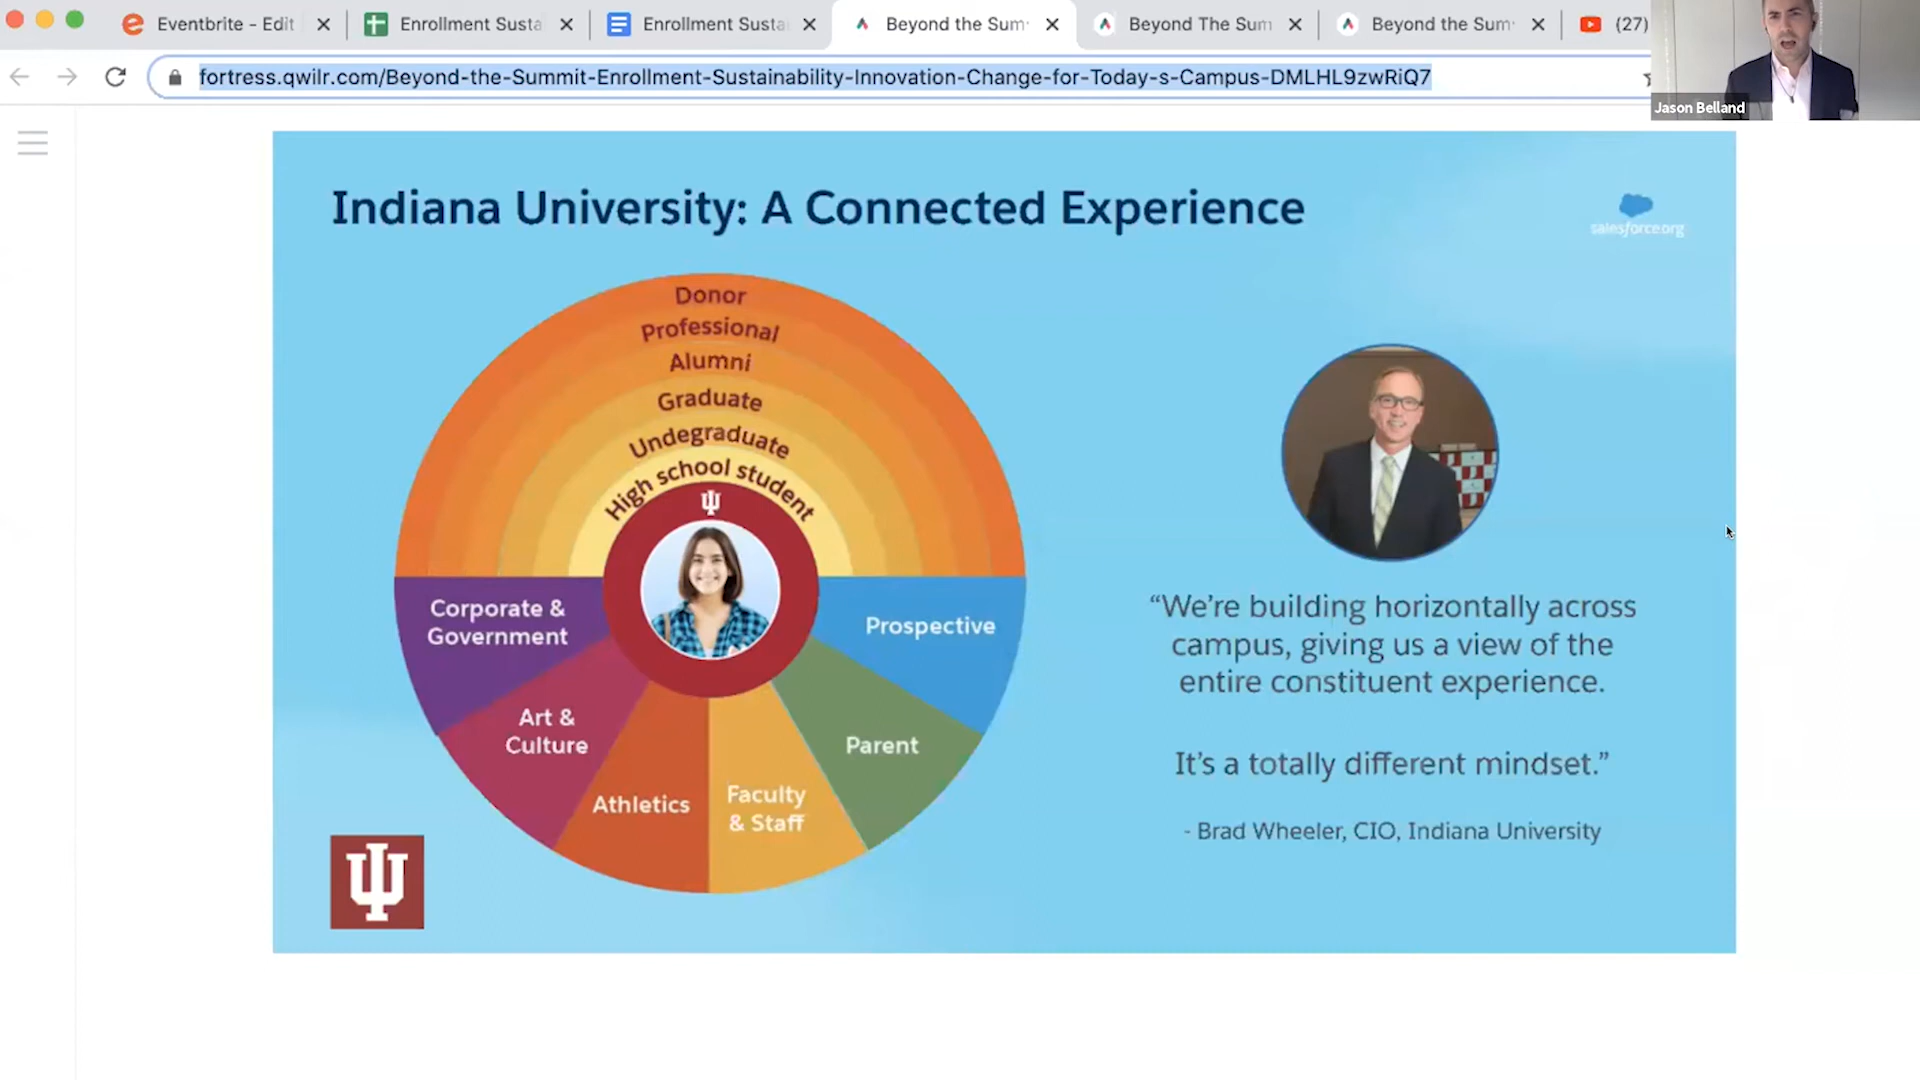 Eventbrite - Edit
Enrollment Susta
Enrollment Susta
Beyond the Sum
Beyond The Sum
Beyond the Sum
(27)
fortress.qwilr.com/Beyond-the-Summit-Enrollment-Sustainability-Innovation-Change-for-Today-s-Campus-DMLHL9zwRiQ7
Jason Belland
Indiana University: A Connected Experience
salesforce.org
Donor
Professional
Alumni
Graduate
Undegraduate
High school student
Corporate &
Government
Art &
Culture
Athletics
Faculty
& Staff
Parent
Prospective
“We’re building horizontally across
campus, giving us a view of the
entire constituent experience.
It’s a totally different mindset.”
- Brad Wheeler, CIO, Indiana University